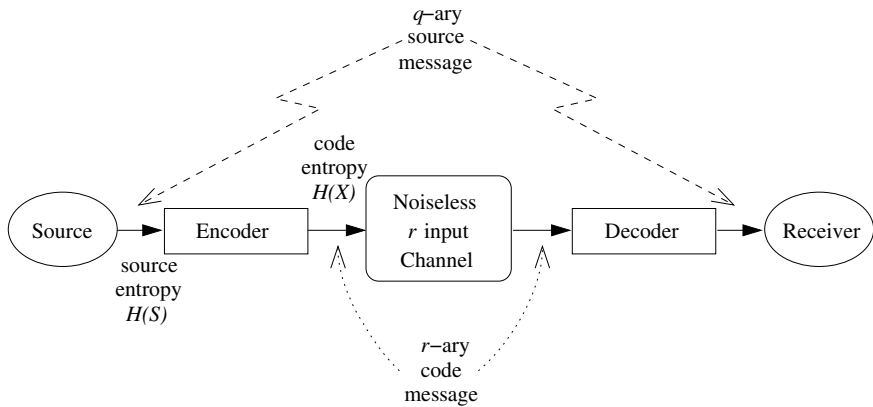 q−ary
source
message
code
entropy
H(X)
Source
Encoder
Noiseless
r input
Channel
Decoder
Receiver
source
entropy
H(S)
r−ary
code
message